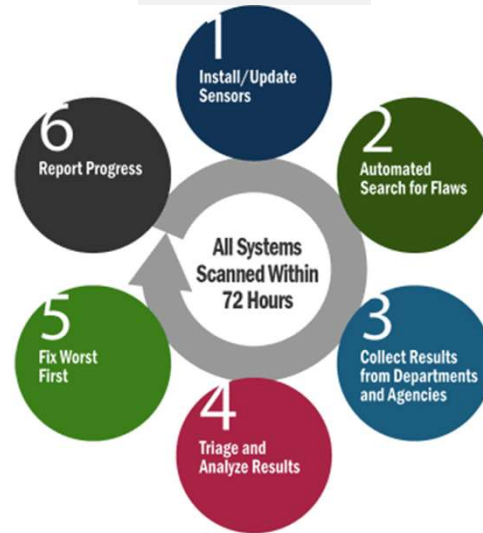 1
Install/Update
Sensors
2
Automated
Search for Flaws
3
Collect Results
from Departments
and Agencies
4
Triage and
Analyze Results
5
Fix Worst
First
6
Report Progress
All Systems
Scanned Within
72 Hours